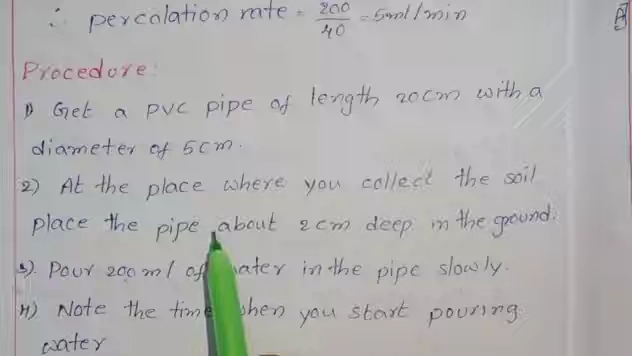 ∴ percolation rate = 200/40 = 5ml/min
Procedure:
1) Get a PVC pipe of length 20cm with a
diameter of 5cm.
2) At the place where you collect the soil
place the pipe about 2cm deep in the ground.
3). Pour 200ml of water in the pipe slowly.
4) Note the time when you start pouring
water